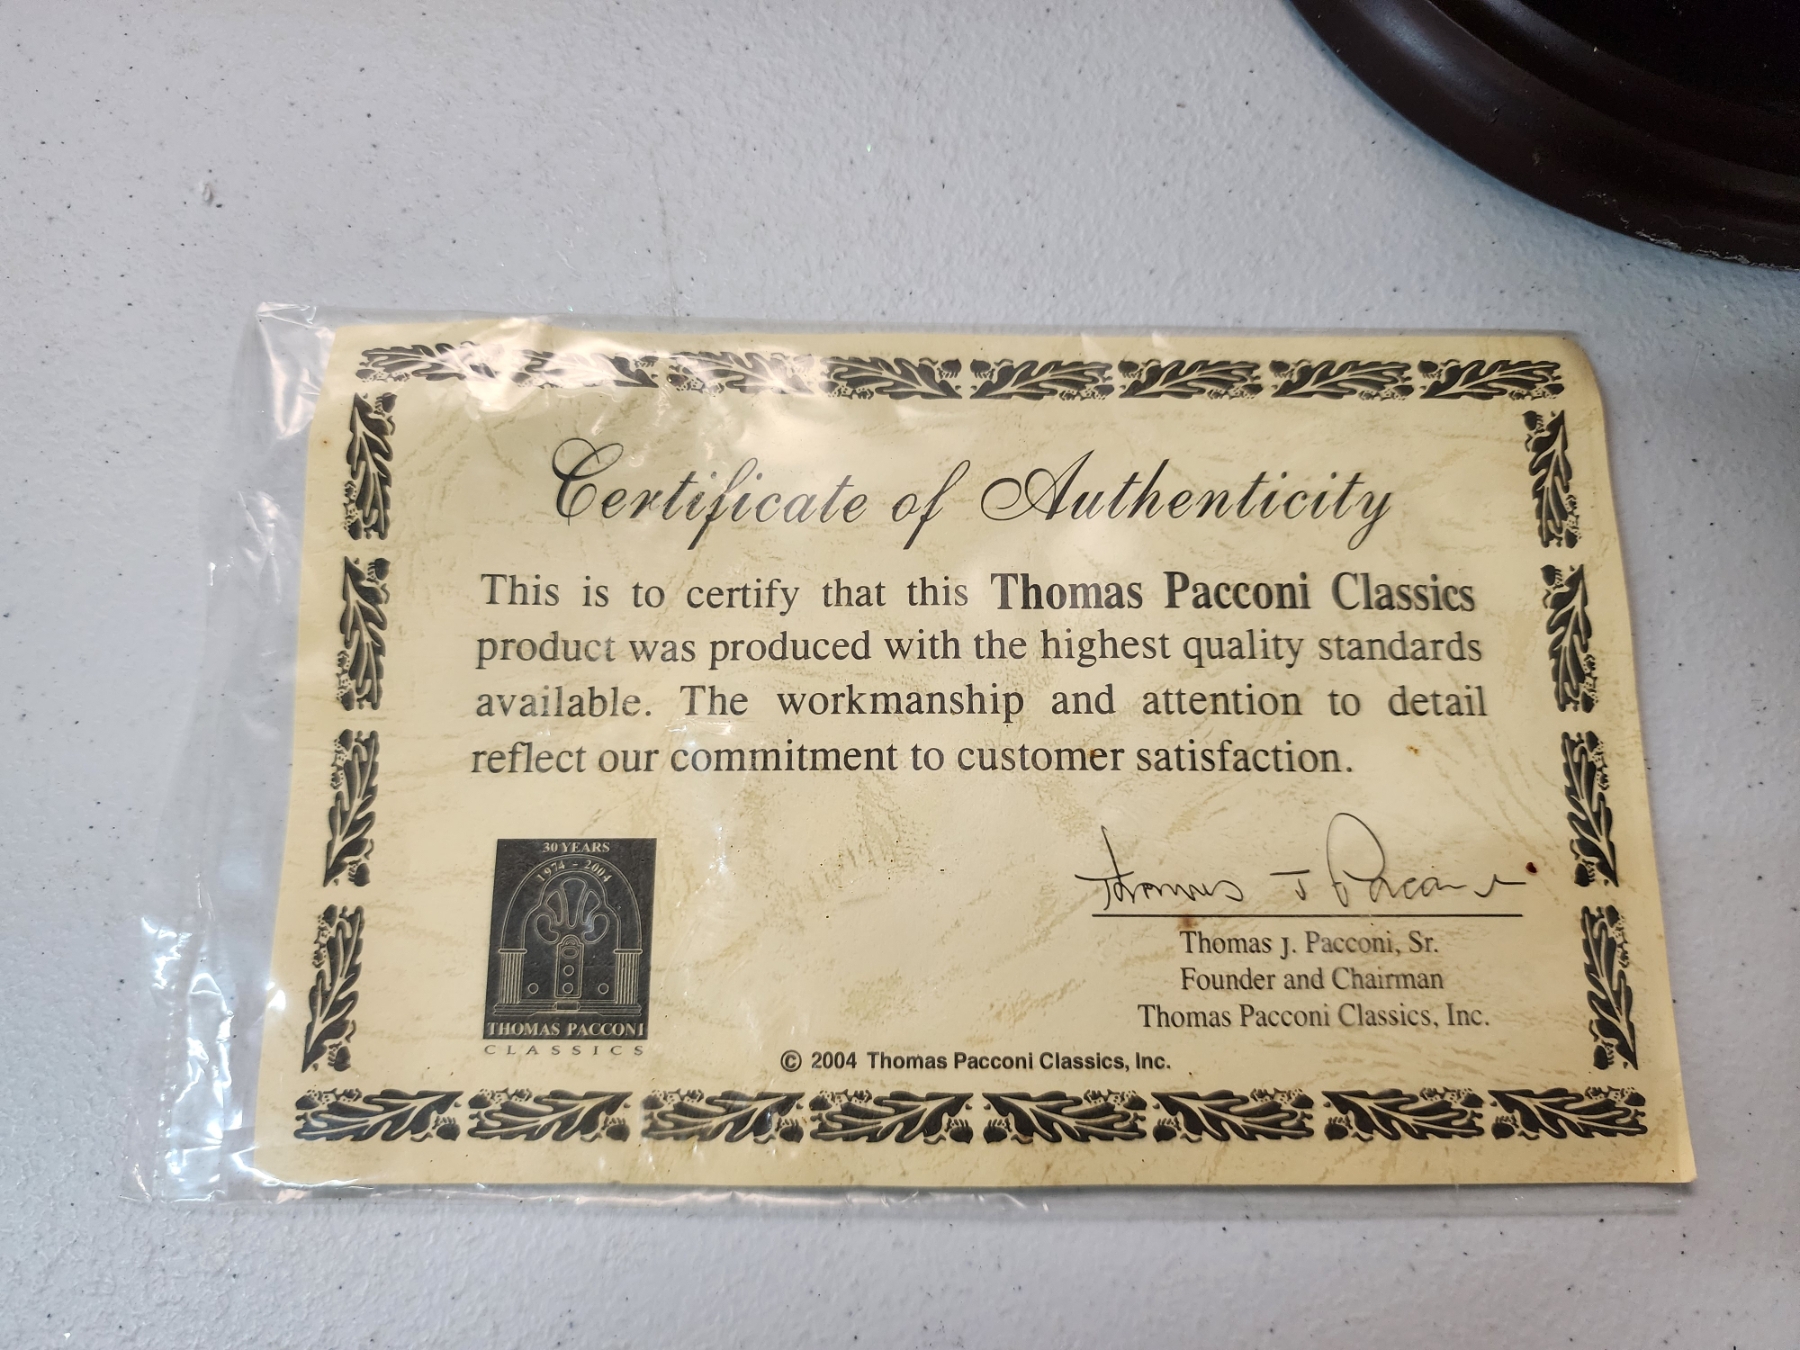 Certificate of Authenticity
This is to certify that this Thomas Pacconi Classics
product was produced with the highest quality standards
available. The workmanship and attention to detail
reflect our commitment to customer satisfaction.
30 YEARS
1974 - 2004
THOMAS PACCONI
CLASSICS
Thomas J Pacconi
Thomas J. Pacconi, Sr.
Founder and Chairman
Thomas Pacconi Classics, Inc.
© 2004 Thomas Pacconi Classics, Inc.